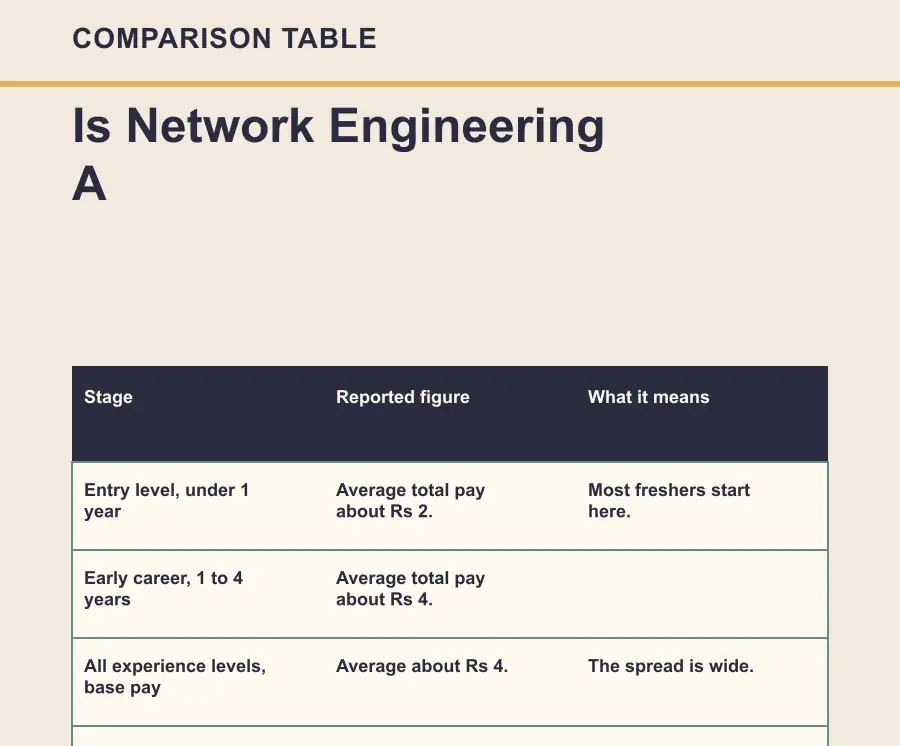 COMPARISON TABLE
Is Network Engineering
A
Stage
Reported figure
What it means
Entry level, under 1
year
Average total pay
about Rs 2.
Most freshers start
here.
Early career, 1 to 4
years
Average total pay
about Rs 4.
All experience levels,
base pay
Average about Rs 4.
The spread is wide.